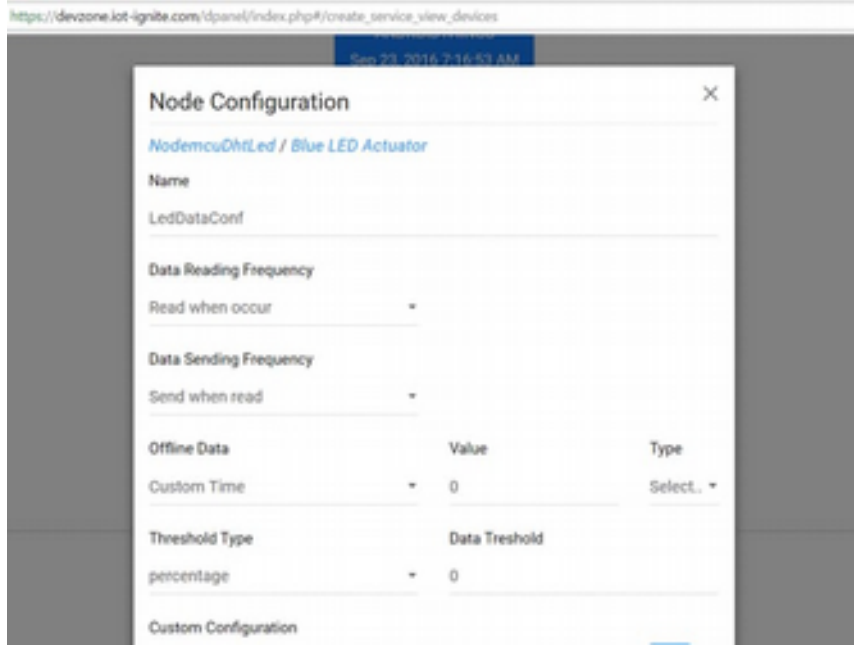 https://devzone.iot-ignite.com/dpanel/index.php#/create_service_view_devices
Sep 23, 2016 7:16:53 AM
Node Configuration
NodemcuDhtLed / Blue LED Actuator
Name
LedDataConf
Data Reading Frequency
Read when occur
Data Sending Frequency
Send when read
Offline Data Value Type
Custom Time 0 Select..
Threshold Type Data Treshold
percentage 0
Custom Configuration